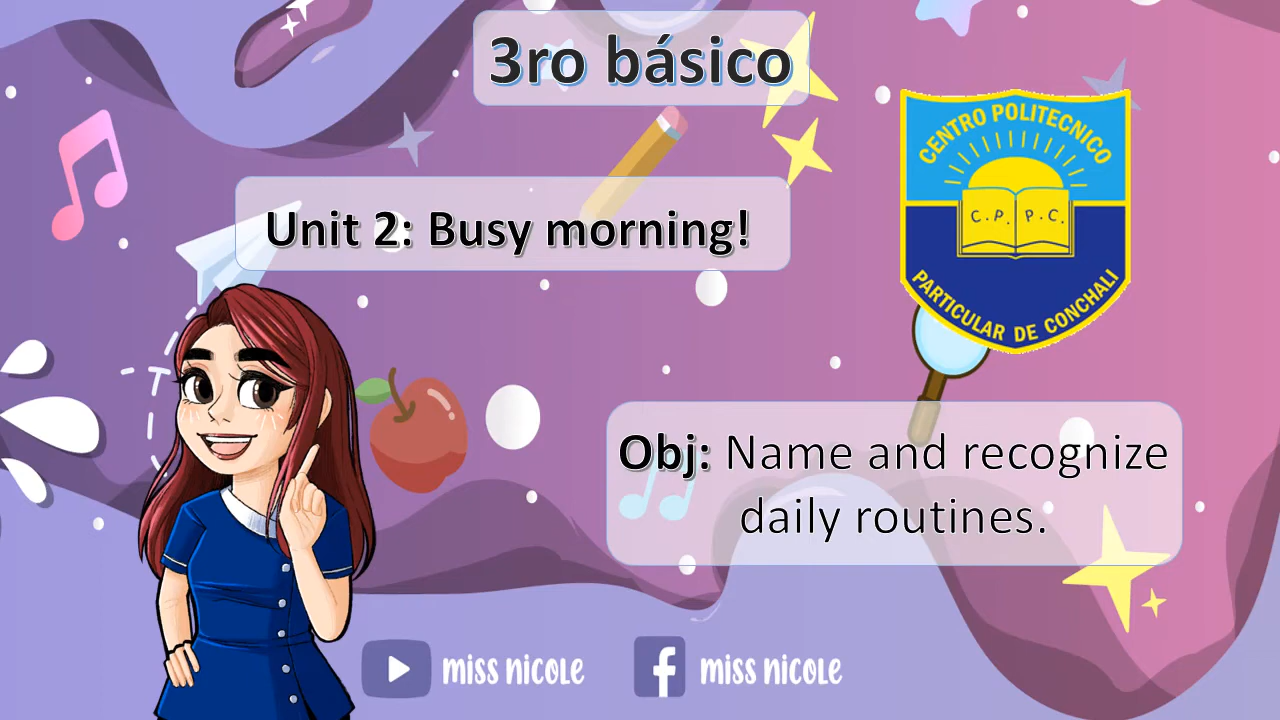 3ro básico
CENTRO POLITECNICO
C.P. P.C.
PARTICULAR DE CONCHALI
Unit 2: Busy morning!
Obj: Name and recognize
daily routines.
miss nicole
miss nicole